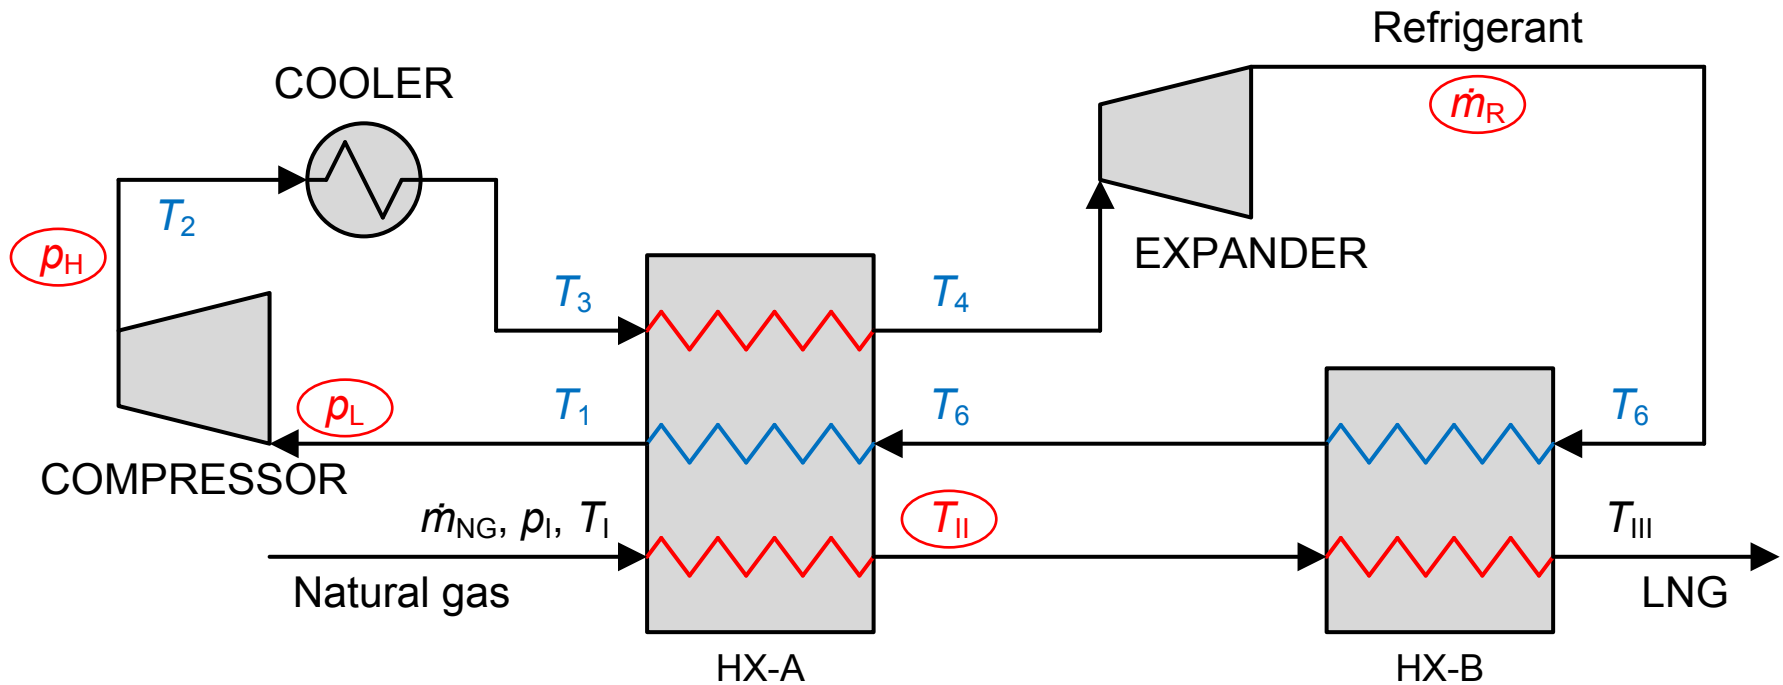 Refrigerant
COOLER
ṁR
T2
pH
EXPANDER
T3
T4
pL
T1
T6
T6
COMPRESSOR
ṁNG, pI, TI
TII
TIII
Natural gas
LNG
HX-A
HX-B